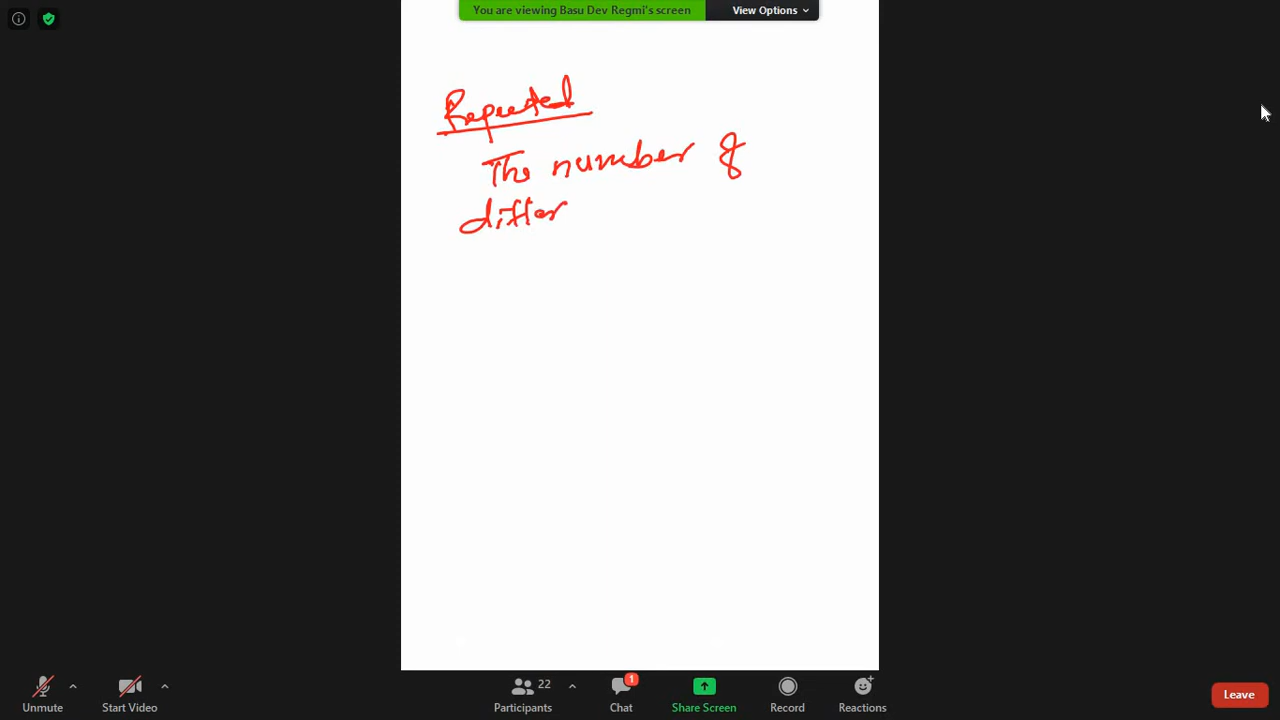 You are viewing Basu Dev Regmi's screen View Options
Repeated
The number of
differ
Unmute Start Video 22 Participants 1 Chat Share Screen Record Reactions Leave